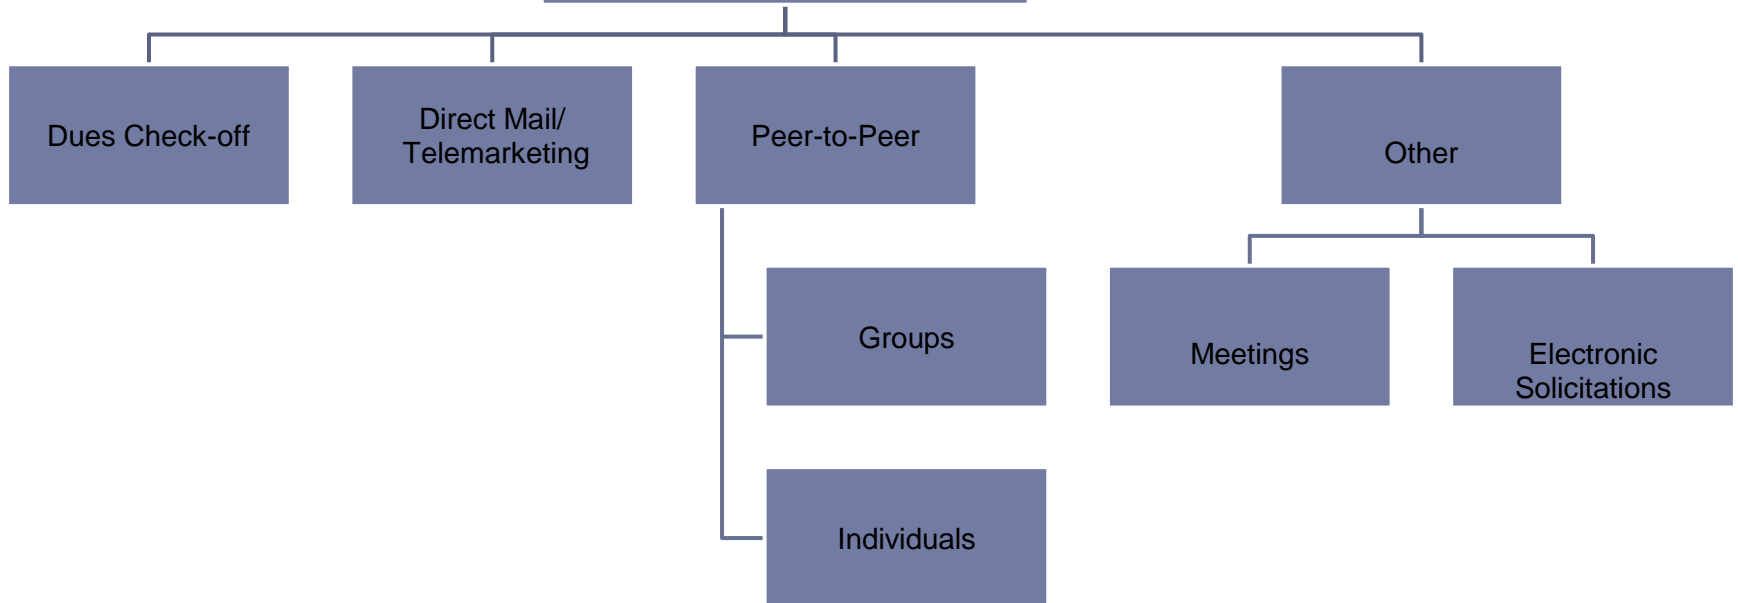 Dues Check-off
Direct Mail/
Telemarketing
Peer-to-Peer
Other
Groups
Meetings
Electronic
Solicitations
Individuals